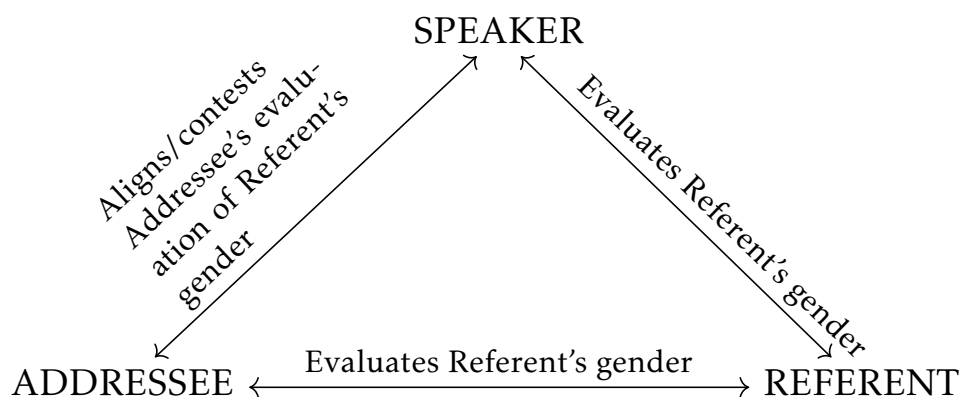 SPEAKER
Aligns/contests
Addressee's evalu-
ation of Referent's
gender
Evaluates Referent's gender
Evaluates Referent's gender
ADDRESSEE
REFERENT